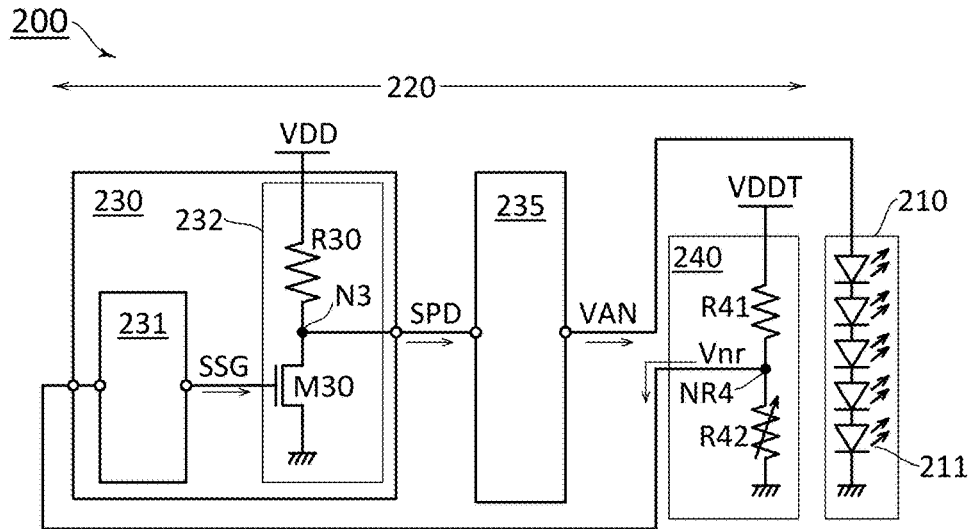 200
220
VDD
VDDT
230
232
R30
235
210
240
N3
231
SPD
VAN
R41
SSG
M30
Vnr
NR4
R42
211